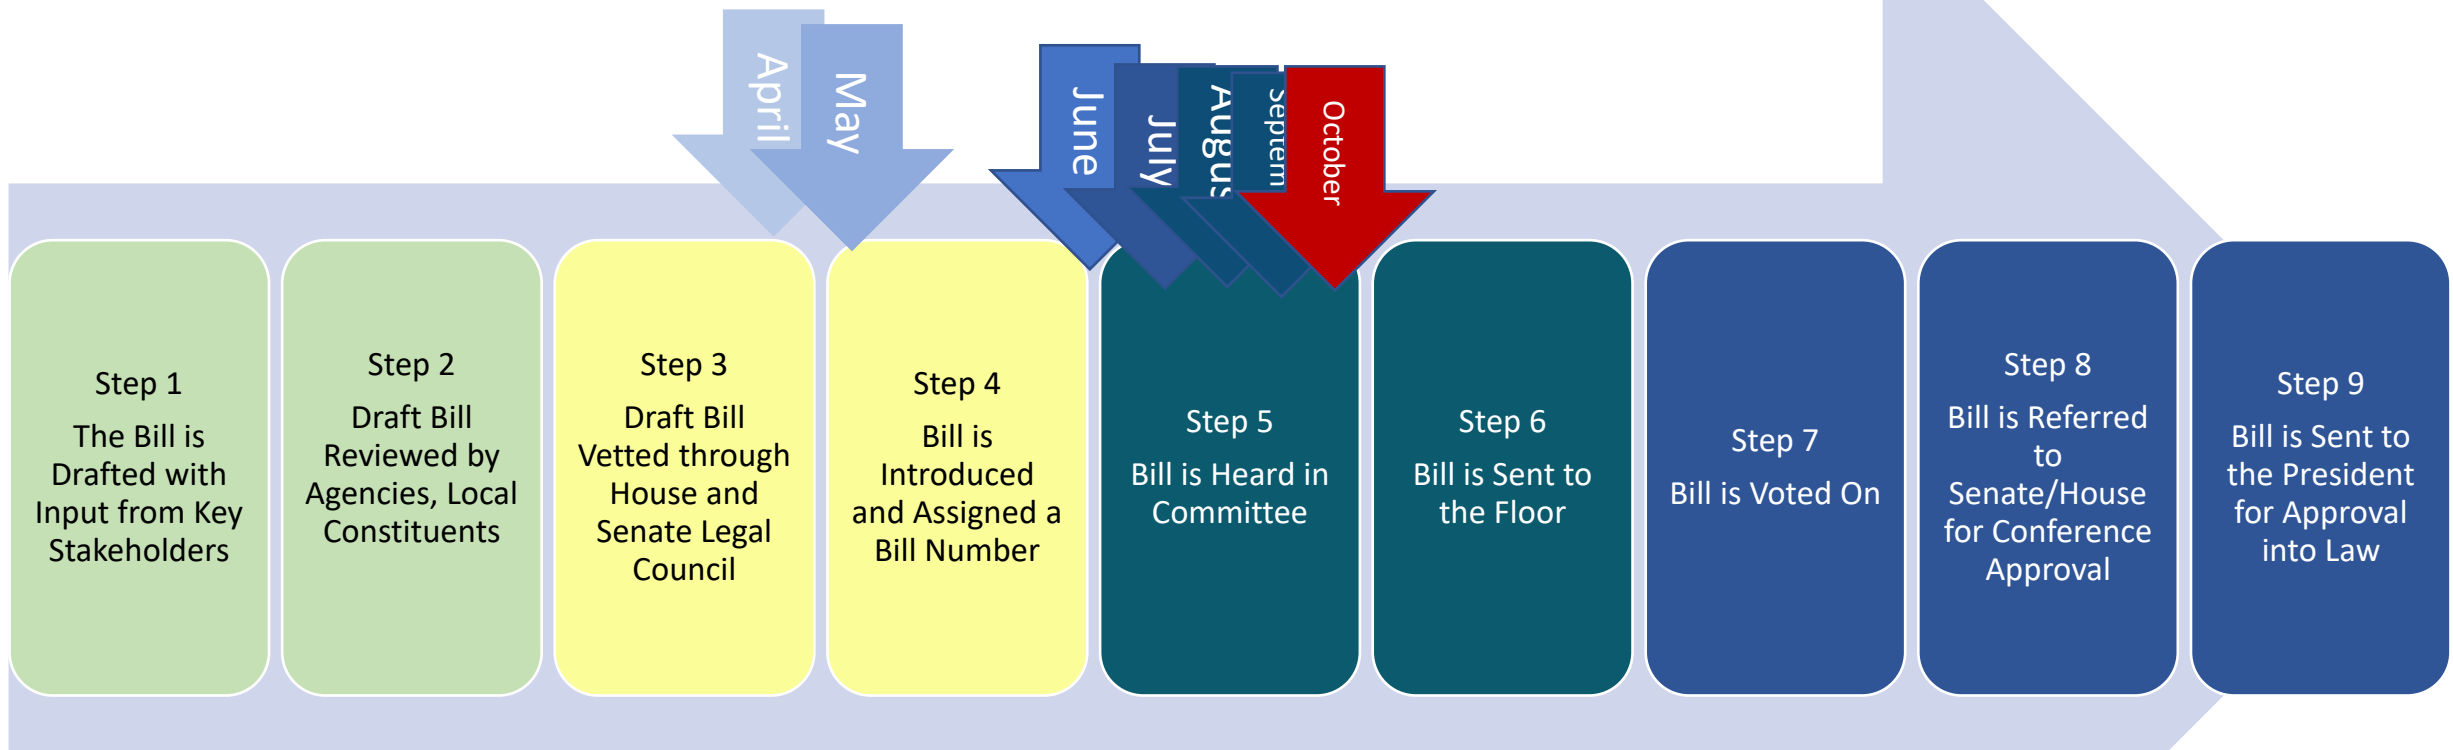 April
May
June
July
Augus
Septem
October
Step 1
The Bill is
Drafted with
Input from Key
Stakeholders
Step 2
Draft Bill
Reviewed by
Agencies, Local
Constituents
Step 3
Draft Bill
Vetted through
House and
Senate Legal
Council
Step 4
Bill is
Introduced
and Assigned a
Bill Number
Step 5
Bill is Heard in
Committee
Step 6
Bill is Sent to
the Floor
Step 7
Bill is Voted On
Step 8
Bill is Referred
to
Senate/House
for Conference
Approval
Step 9
Bill is Sent to
the President
for Approval
into Law